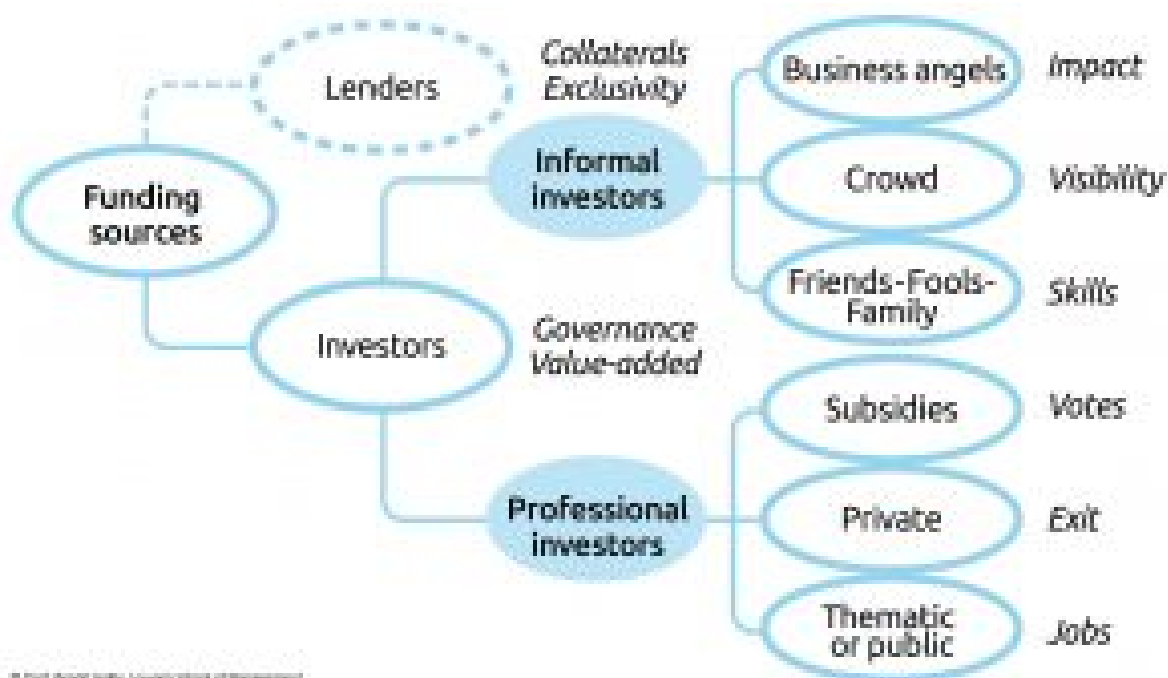 Lenders
Collaterals
Exclusivity
Funding
sources
Investors
Governance
Value-added
Informal
investors
Business angels
Impact
Crowd
Visibility
Friends-Fools-
Family
Skills
Professional
investors
Subsidies
Votes
Private
Exit
Thematic
or public
Jobs